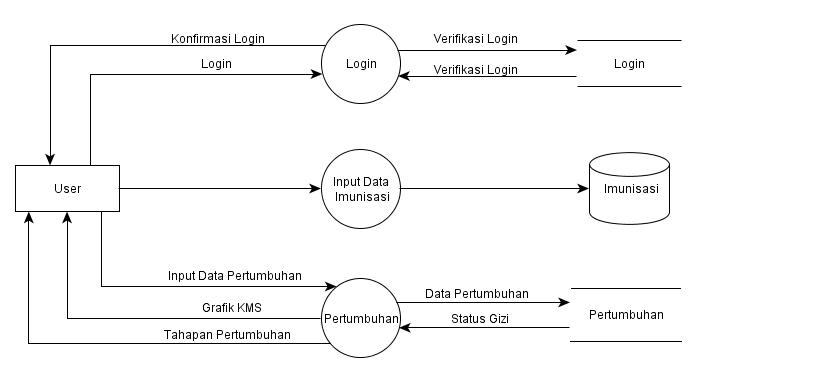 Konfirmasi Login
Verifikasi Login
Login
Login
Login
Verifikasi Login
User
Input Data
Imunisasi
Imunisasi
Input Data Pertumbuhan
Grafik KMS
Tahapan Pertumbuhan
Pertumbuhan
Data Pertumbuhan
Status Gizi
Pertumbuhan